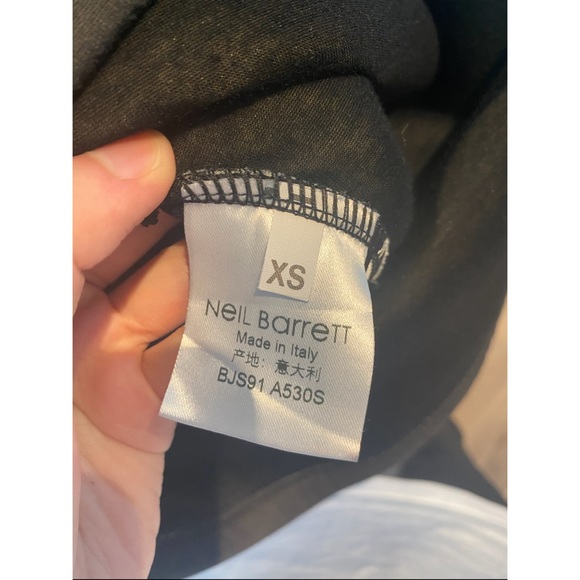 XS
NeIL BarreTT
Made in Italy
产地: 意大利
BJS91 A530S